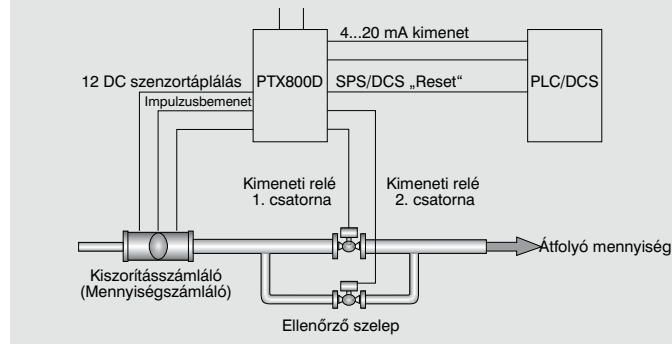 4...20 mA kimenet
12 DC szenzortáplálás
PTX800D
SPS/DCS „Reset“
PLC/DCS
Impulzusbemenet
Kimeneti relé
1. csatorna
Kimeneti relé
2. csatorna
Átfolyó mennyiség
Kiszorításszámláló
(Mennyiségszámláló)
Ellenőrző szelep